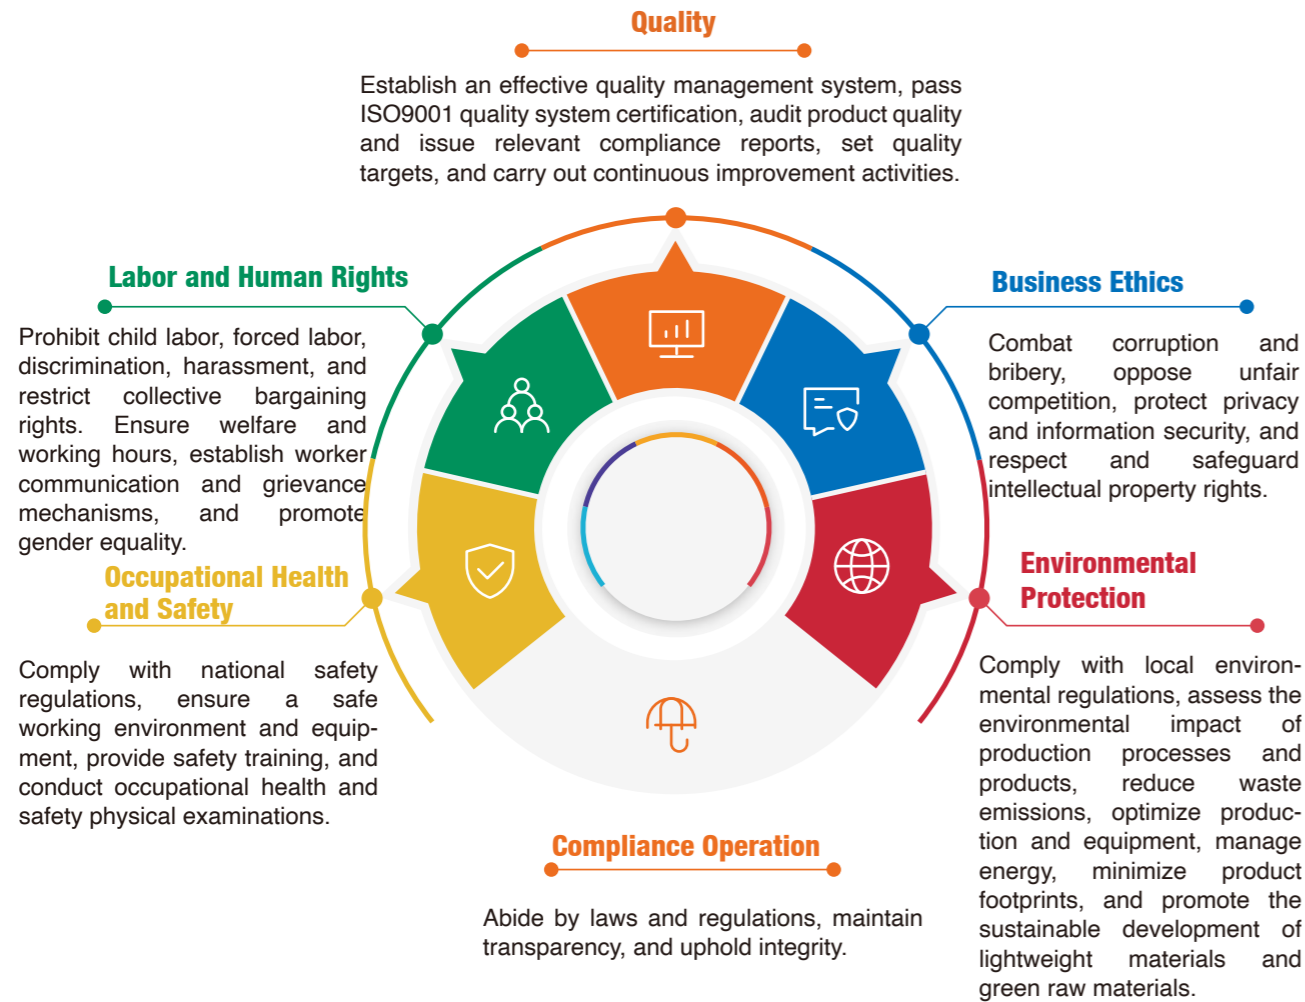 Quality
Establish an effective quality management system, pass
ISO9001 quality system certification, audit product quality
and issue relevant compliance reports, set quality
targets, and carry out continuous improvement activities.
Labor and Human Rights
Prohibit child labor, forced labor,
discrimination, harassment, and
restrict collective bargaining
rights. Ensure welfare and
working hours, establish worker
communication and grievance
mechanisms, and promote
gender equality.
Business Ethics
Combat corruption and
bribery, oppose unfair
competition, protect privacy
and information security, and
respect and safeguard
intellectual property rights.
Occupational Health
and Safety
Comply with national safety
regulations, ensure a safe
working environment and equip-
ment, provide safety training, and
conduct occupational health and
safety physical examinations.
Environmental
Protection
Comply with local environ-
mental regulations, assess the
environmental impact of
production processes and
products, reduce waste
emissions, optimize produc-
tion and equipment, manage
energy, minimize product
footprints, and promote the
sustainable development of
lightweight materials and
green raw materials.
Compliance Operation
Abide by laws and regulations, maintain
transparency, and uphold integrity.